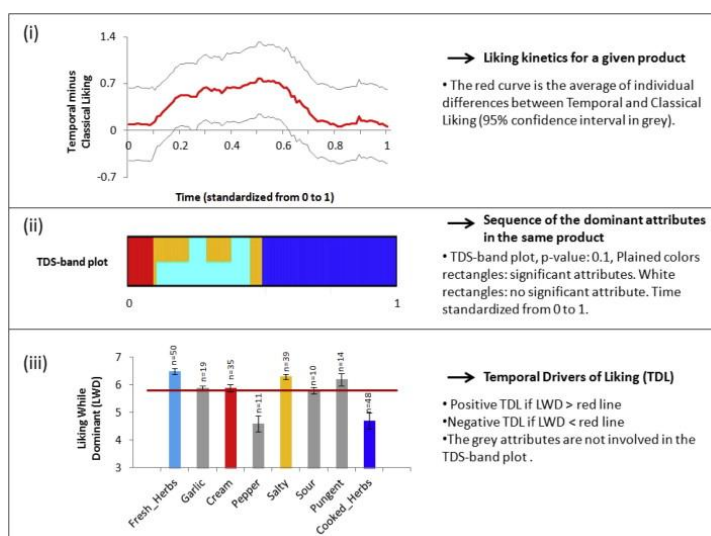 (i)
1.4
0.7
0
-0.7
Temporal minus
Classical Liking
0
0.2
0.4
0.6
0.8
1
Time (standardized from 0 to 1)
Liking kinetics for a given product
• The red curve is the average of individual
differences between Temporal and Classical
Liking (95% confidence interval in grey).
(ii)
TDS-band plot
0
1
Sequence of the dominant attributes
in the same product
• TDS-band plot, p-value: 0.1, Plained colors
rectangles: significant attributes. White
rectangles: no significant attribute. Time
standardized from 0 to 1.
(iii)
Liking While
Dominant (LWD)
7
6
5
4
3
n=50
n=19
n=35
n=11
n=39
n=10
n=14
n=48
Fresh_Herbs
Garlic
Cream
Pepper
Salty
Sour
Pungent
Cooked_Herbs
Temporal Drivers of Liking (TDL)
• Positive TDL if LWD > red line
•Negative TDL if LWD < red line
•The grey attributes are not involved in the
TDS-band plot .